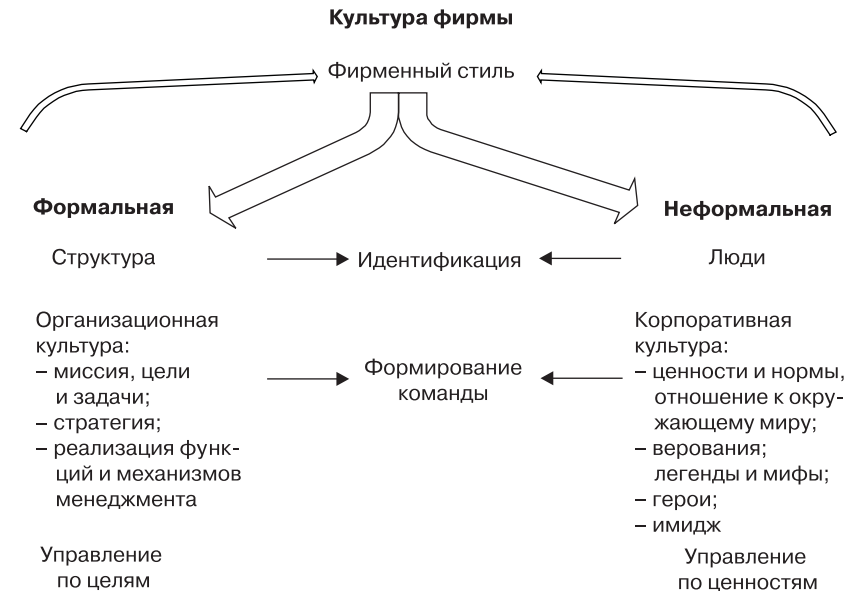 Культура фирмы
Фирменный стиль
Формальная
Неформальная
Структура
Идентификация
Люди
Организационная
культура:
– миссия, цели
и задачи;
– стратегия;
– реализация функ-
ций и механизмов
менеджмента
Формирование
команды
Корпоративная
культура:
– ценности и нормы,
отношение к окру-
жающему миру;
– верования;
легенды и мифы;
– герои;
– имидж
Управление
по целям
Управление
по ценностям